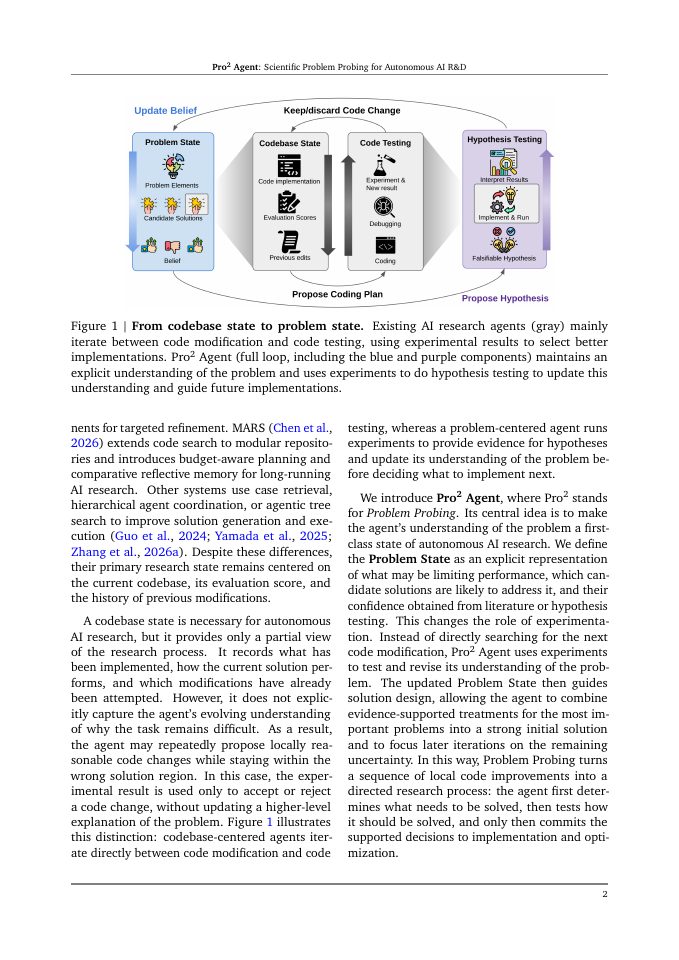 Pro² Agent: Scientific Problem Probing for Autonomous AI R&D
Update Belief
Keep/discard Code Change
Problem State
Problem Elements
Candidate Solutions
Belief
Codebase State
Code implementation
Evaluation Scores
Previous edits
Code Testing
Experiment &
New result
Debugging
Coding
Hypothesis Testing
Interpret Results
Implement & Run
Falsifiable Hypothesis
Propose Coding Plan
Propose Hypothesis
Figure 1 | From codebase state to problem state. Existing AI research agents (gray) mainly
iterate between code modification and code testing, using experimental results to select better
implementations. Pro² Agent (full loop, including the blue and purple components) maintains an
explicit understanding of the problem and uses experiments to do hypothesis testing to update this
understanding and guide future implementations.
nents for targeted refinement. MARS (Chen et al.,
2026) extends code search to modular reposito-
ries and introduces budget-aware planning and
comparative reflective memory for long-running
AI research. Other systems use case retrieval,
hierarchical agent coordination, or agentic tree
search to improve solution generation and exe-
cution (Guo et al., 2024; Yamada et al., 2025;
Zhang et al., 2026a). Despite these differences,
their primary research state remains centered on
the current codebase, its evaluation score, and
the history of previous modifications.
A codebase state is necessary for autonomous
AI research, but it provides only a partial view
of the research process. It records what has
been implemented, how the current solution per-
forms, and which modifications have already
been attempted. However, it does not explic-
itly capture the agent's evolving understanding
of why the task remains difficult. As a result,
the agent may repeatedly propose locally rea-
sonable code changes while staying within the
wrong solution region. In this case, the exper-
imental result is used only to accept or reject
a code change, without updating a higher-level
explanation of the problem. Figure 1 illustrates
this distinction: codebase-centered agents iter-
ate directly between code modification and code
testing, whereas a problem-centered agent runs
experiments to provide evidence for hypotheses
and update its understanding of the problem be-
fore deciding what to implement next.
We introduce Pro² Agent, where Pro² stands
for Problem Probing. Its central idea is to make
the agent's understanding of the problem a first-
class state of autonomous AI research. We define
the Problem State as an explicit representation
of what may be limiting performance, which can-
didate solutions are likely to address it, and their
confidence obtained from literature or hypothesis
testing. This changes the role of experimenta-
tion. Instead of directly searching for the next
code modification, Pro² Agent uses experiments
to test and revise its understanding of the prob-
lem. The updated Problem State then guides
solution design, allowing the agent to combine
evidence-supported treatments for the most im-
portant problems into a strong initial solution
and to focus later iterations on the remaining
uncertainty. In this way, Problem Probing turns
a sequence of local code improvements into a
directed research process: the agent first deter-
mines what needs to be solved, then tests how
it should be solved, and only then commits the
supported decisions to implementation and opti-
mization.
2